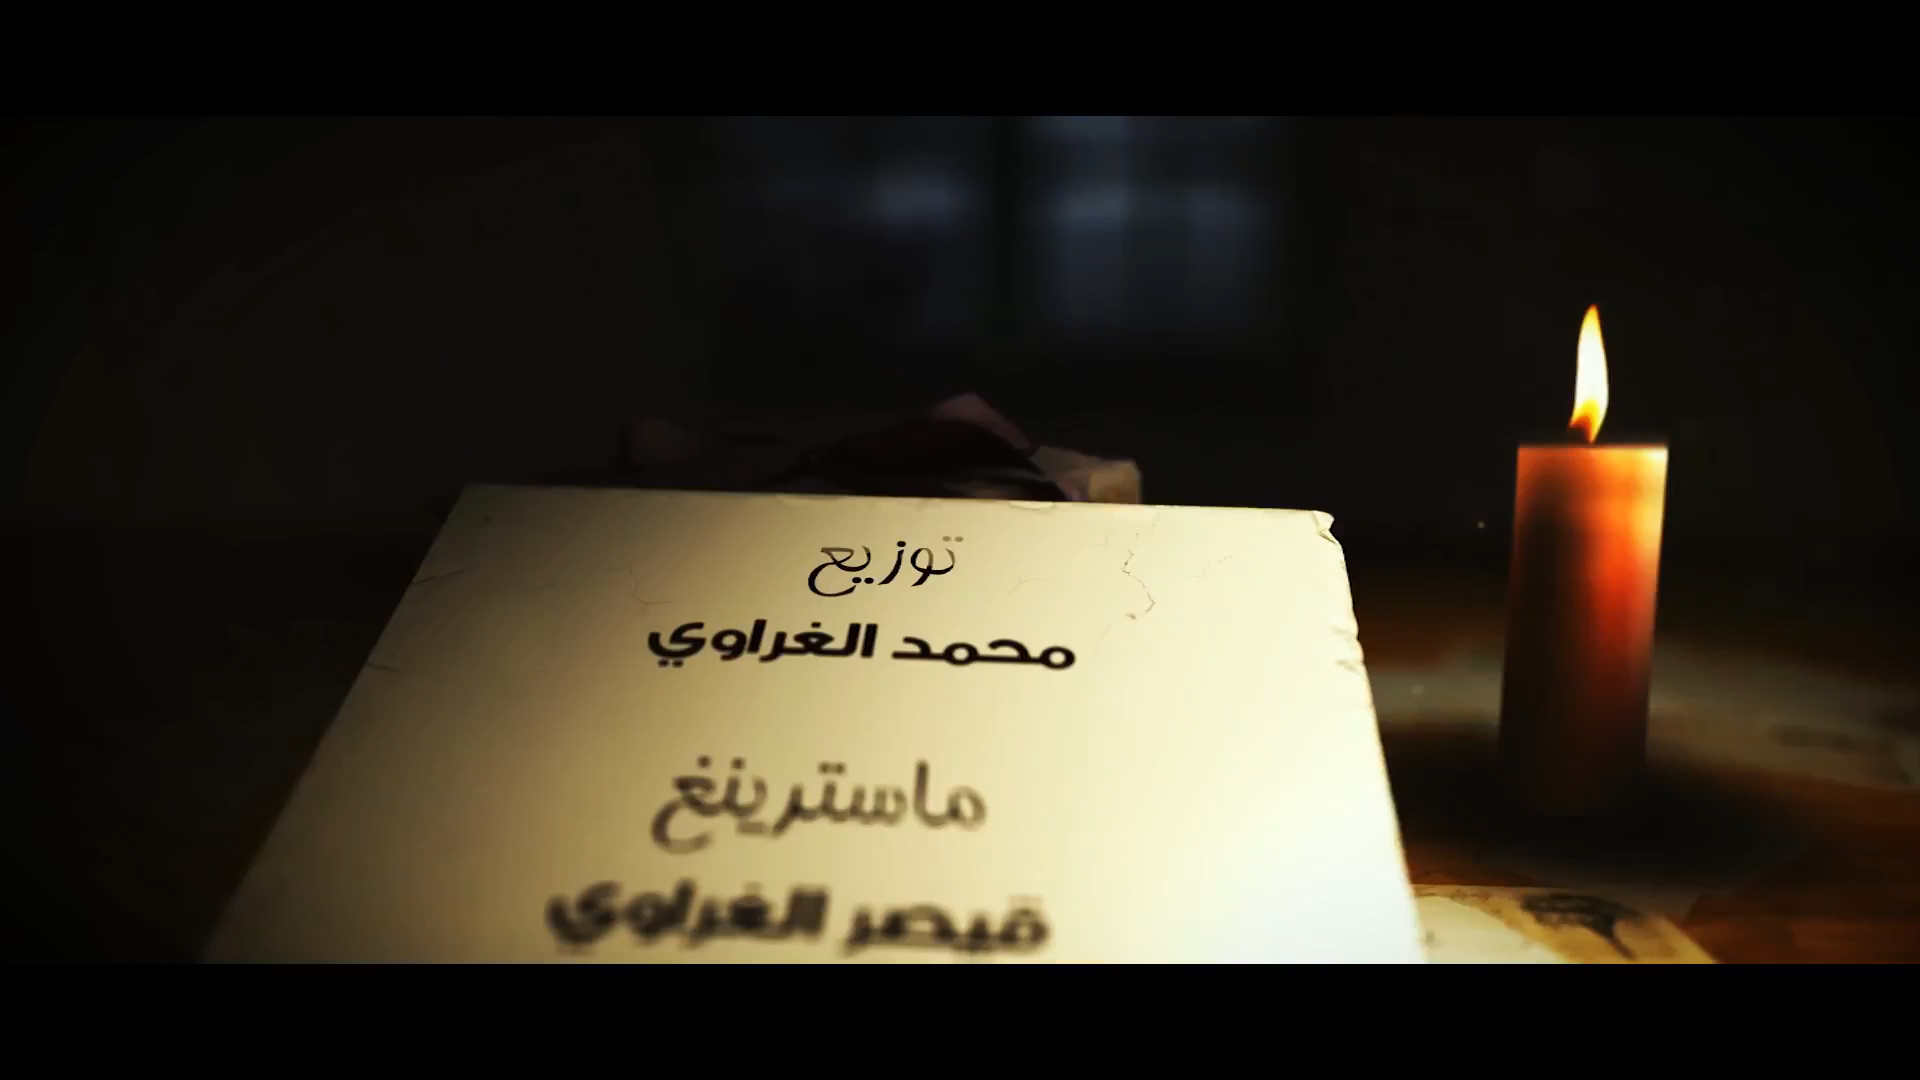 توزيع
محمد الغراوي
ماسترينغ
قيصر الغراوي